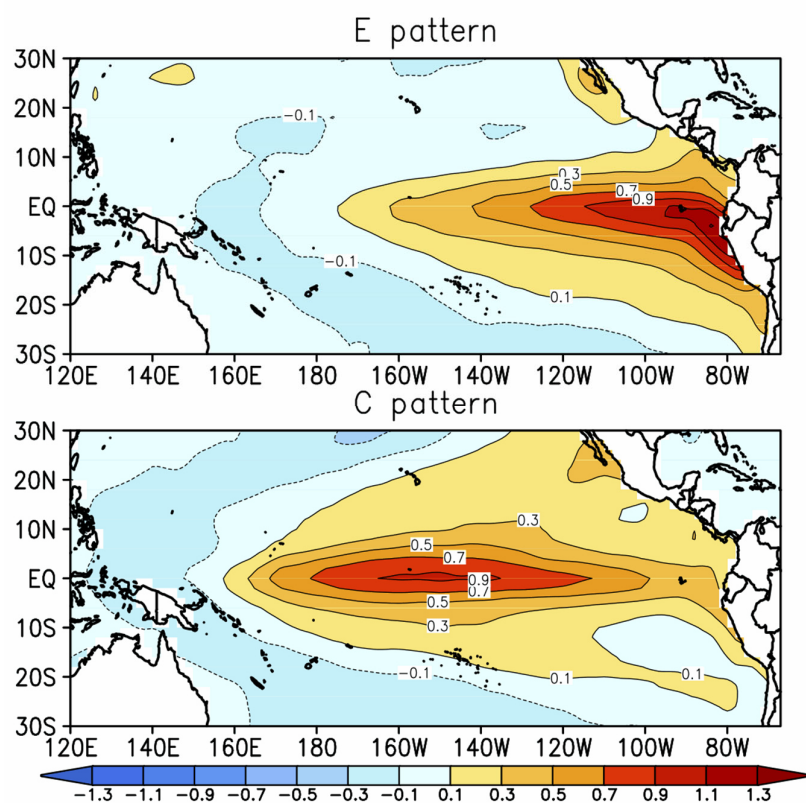 E pattern
30N
20N
10N
EQ
10S
20S
30S
-0.1
0.3
0.5
0.7
0.9
-0.1
0.1
120E 140E 160E 180 160W 140W 120W 100W 80W
C pattern
30N
20N
10N
EQ
10S
20S
30S
0.3
0.5
0.7
0.9
0.7
0.5
0.3
-0.1
0.1
0.1
120E 140E 160E 180 160W 140W 120W 100W 80W
-1.3 -1.1 -0.9 -0.7 -0.5 -0.3 -0.1 0.1 0.3 0.5 0.7 0.9 1.1 1.3